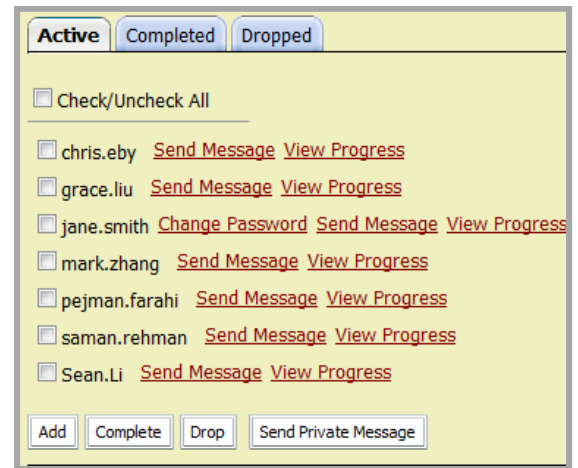 Active Completed Dropped
Check/Uncheck All
chris.eby Send Message View Progress
grace.liu Send Message View Progress
jane.smith Change Password Send Message View Progress
mark.zhang Send Message View Progress
pejman.farahi Send Message View Progress
saman.rehman Send Message View Progress
Sean.Li Send Message View Progress
Add Complete Drop Send Private Message